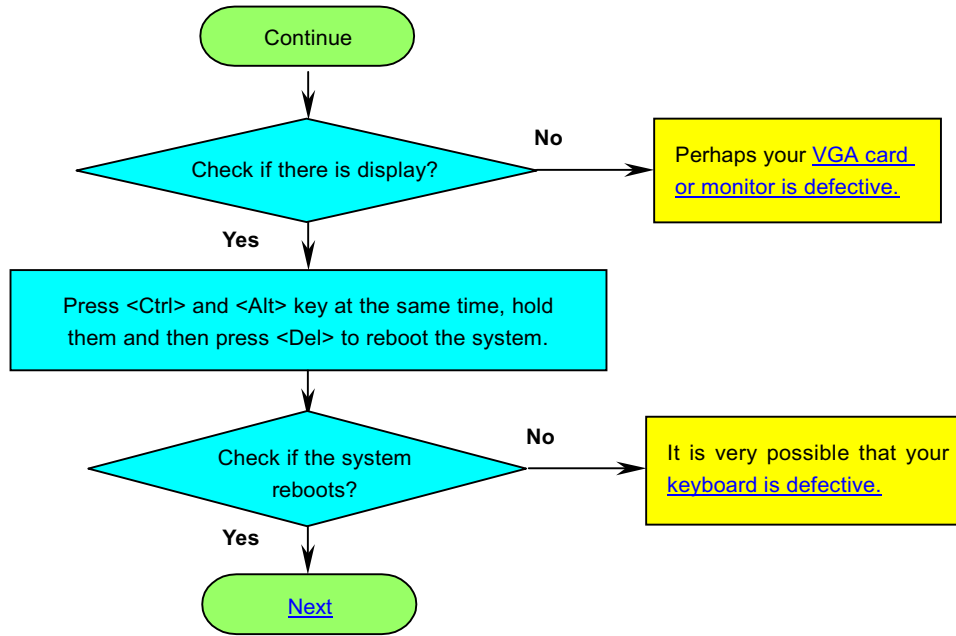 Continue
Check if there is display?
No
Perhaps your VGA card
or monitor is defective.
Yes
Press <Ctrl> and <Alt> key at the same time, hold
them and then press <Del> to reboot the system.
Check if the system
reboots?
No
It is very possible that your
keyboard is defective.
Yes
Next